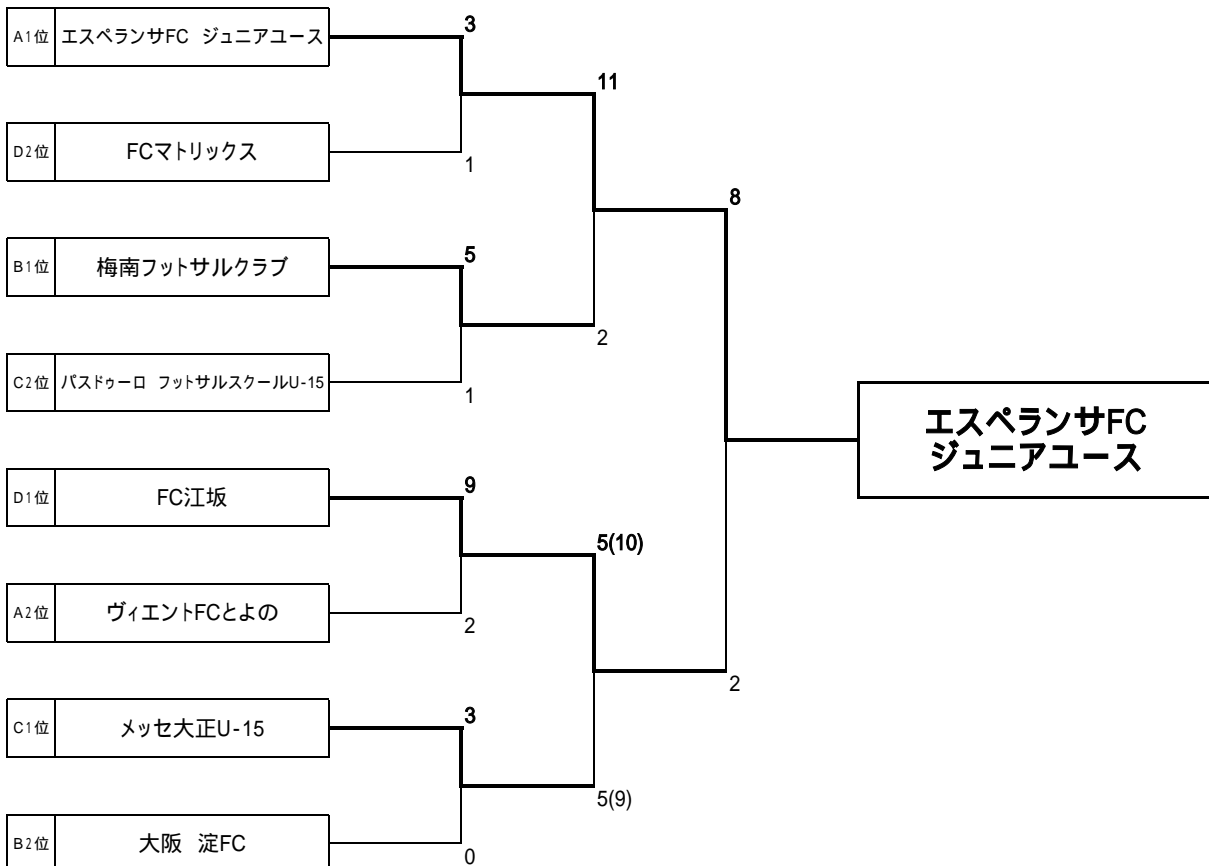 A1位 エスペランサFC ジュニアユース 3
11
D2位 FCマトリックス 1
8
B1位 梅南フットサルクラブ 5
2
C2位 パスドゥーロ フットサルスクールU-15 1
エスペランサFC
ジュニアユース
D1位 FC江坂 9
5(10)
A2位 ヴィエントFCとよの 2
2
C1位 メッセ大正U-15 3
5(9)
B2位 大阪 淀FC 0